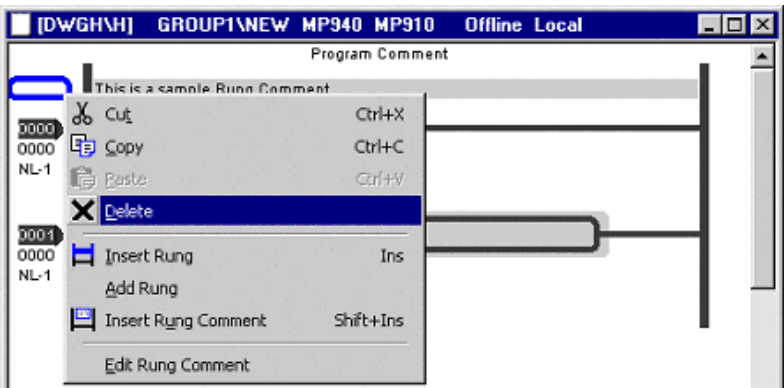 [DWGH\H] GROUP1\NEW MP940 MP910 Offline Local
Program Comment
This is a sample Rung Comment
Cut Ctrl+X
0000
0000 Copy Ctrl+C
NL-1 Paste Ctrl+V
Delete
0001
0000 Insert Rung Ins
NL-1
Add Rung
Insert Rung Comment Shift+Ins
Edit Rung Comment